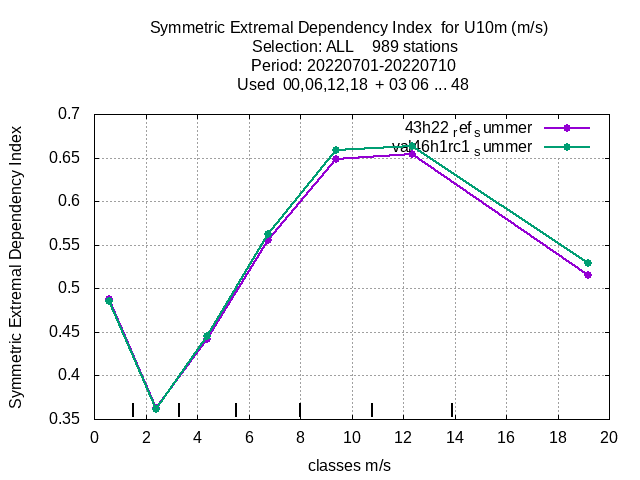 Symmetric Extremal Dependency Index  for U10m (m/s)
Selection: ALL    989 stations
Period: 20220701-20220710
Used  00,06,12,18  + 03 06 ... 48
Symmetric Extremal Dependency Index
0.7
0.65
0.6
0.55
0.5
0.45
0.4
0.35
43h22 ref summer
val46h1rc1 summer
0 2 4 6 8 10 12 14 16 18 20
classes m/s